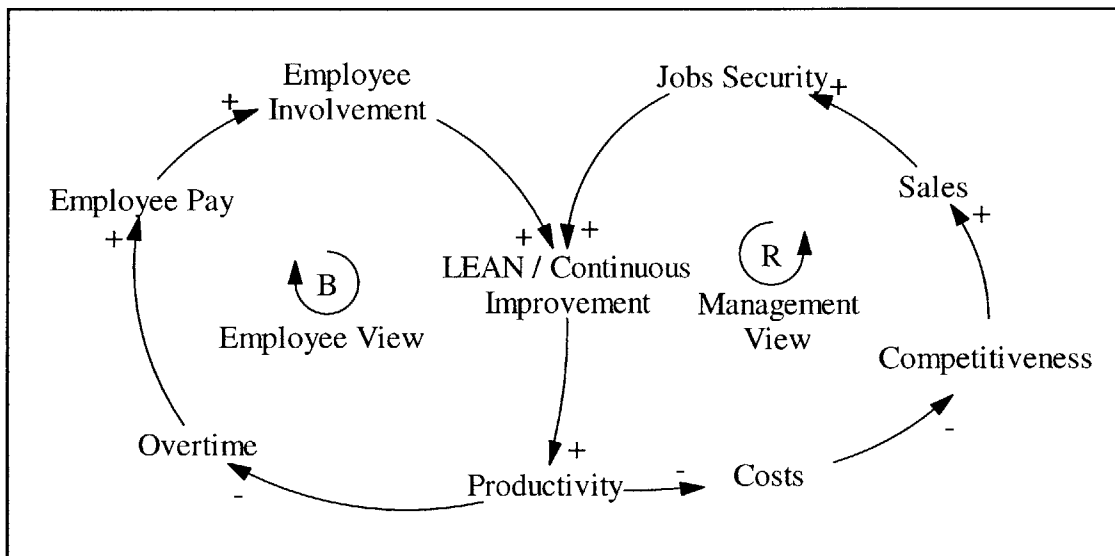 Employee
Involvement
+
Jobs Security
+
Employee Pay
+
Sales
+
+
+
LEAN / Continuous
Improvement
B
Employee View
R
Management
View
Competitiveness
-
Overtime
-
+
Productivity
-
Costs